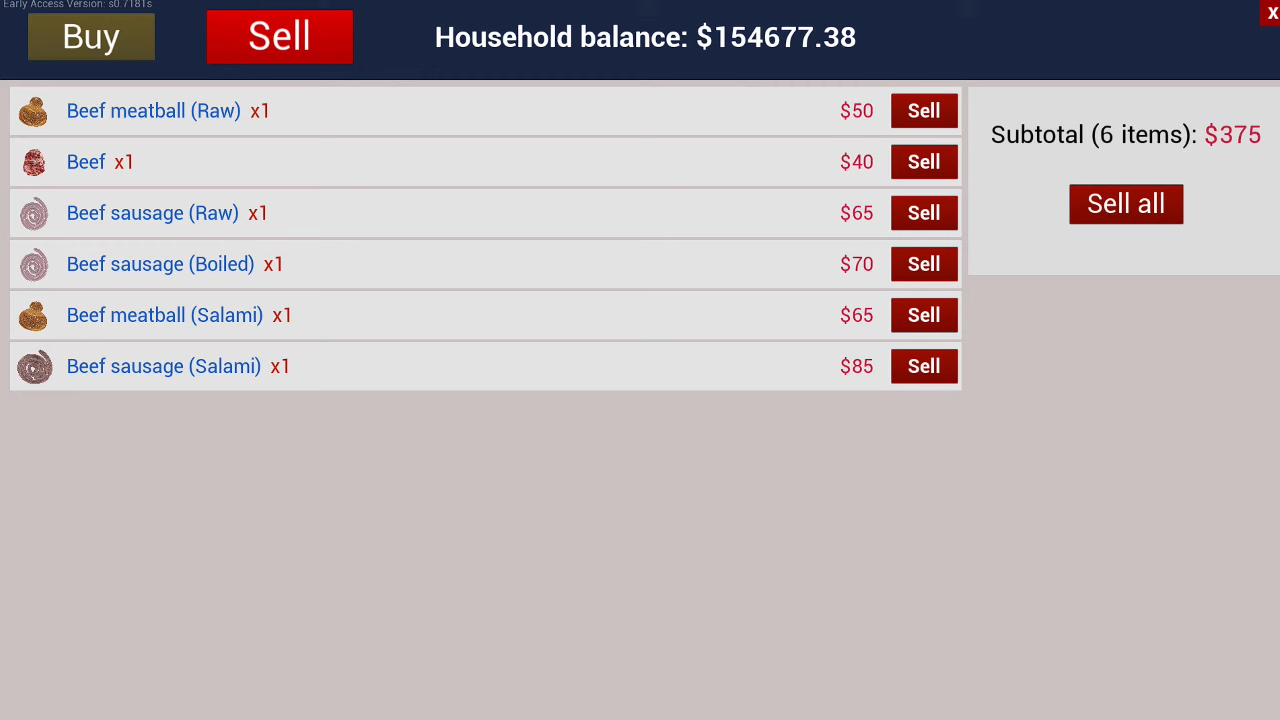 Early Access Version: s0.7181s
Buy
Sell
Household balance: $154677.38
X
Beef meatball (Raw) x1 $50 Sell
Beef x1 $40 Sell
Beef sausage (Raw) x1 $65 Sell
Beef sausage (Boiled) x1 $70 Sell
Beef meatball (Salami) x1 $65 Sell
Beef sausage (Salami) x1 $85 Sell
Subtotal (6 items): $375
Sell all